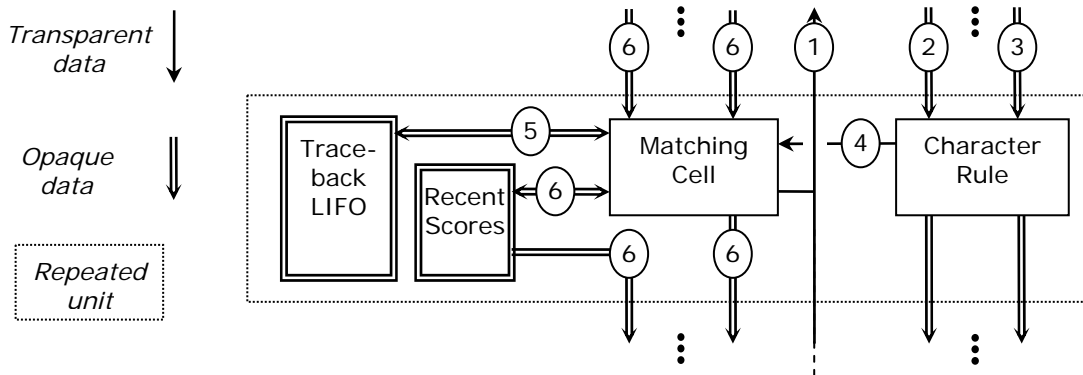 Transparent
data
Opaque
data
Repeated
unit
6
6
1
2
3
5
4
6
6
6
Trace-
back
LIFO
Recent
Scores
Matching
Cell
Character
Rule